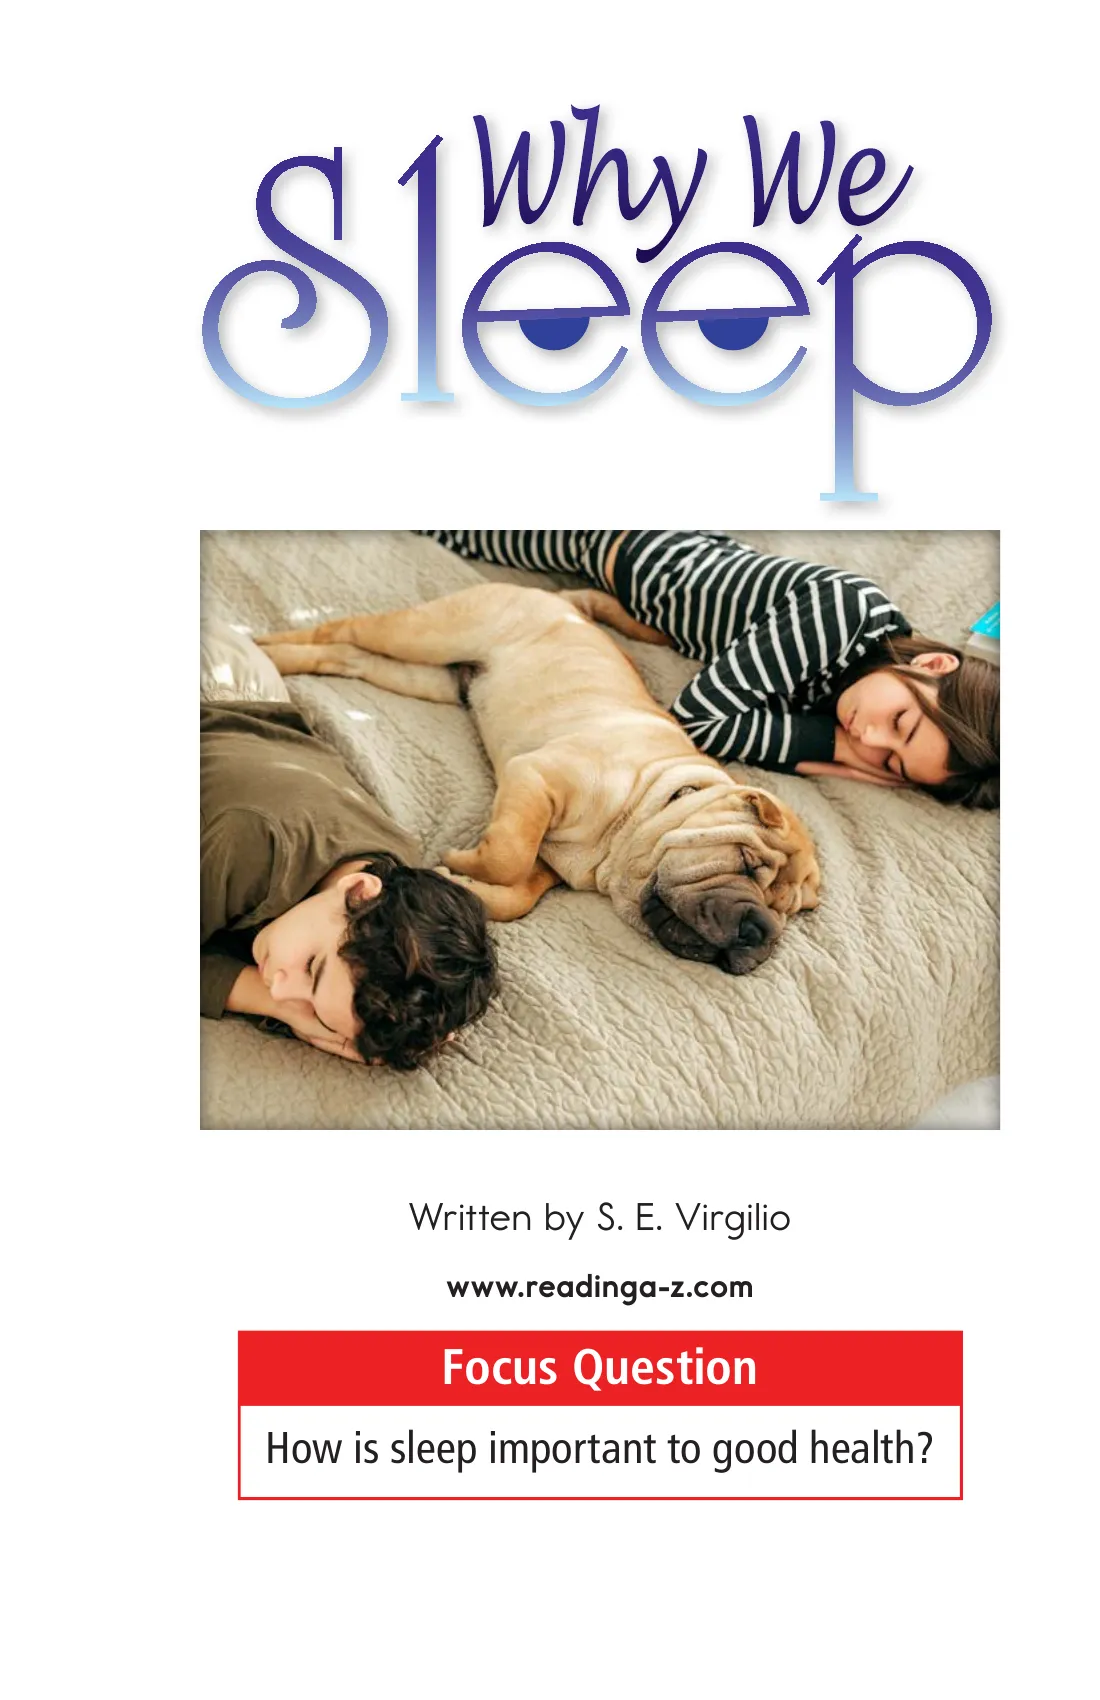 Why We
Sleep
Written by S. E. Virgilio
www.readinga-z.com
Focus Question
How is sleep important to good health?